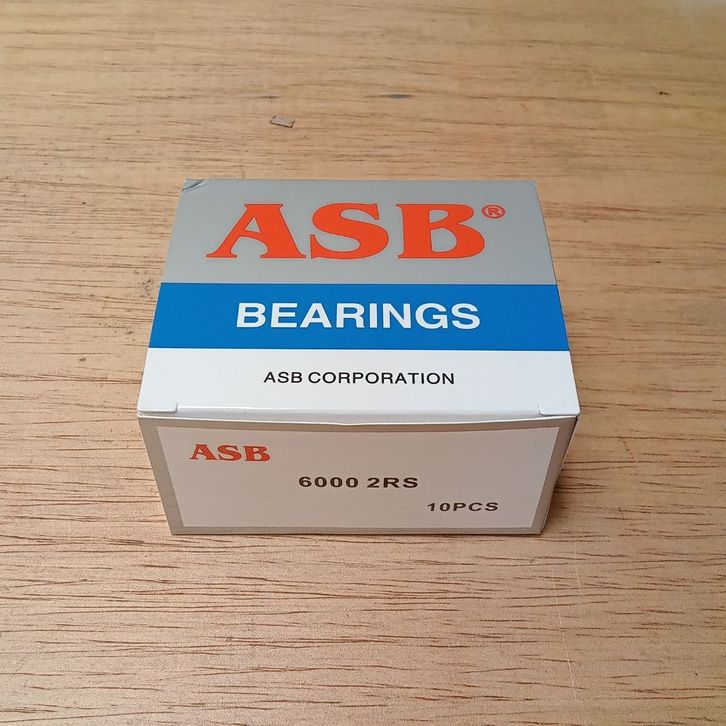 ASB®
BEARINGS
ASB CORPORATION
ASB
6000 2RS
10PCS